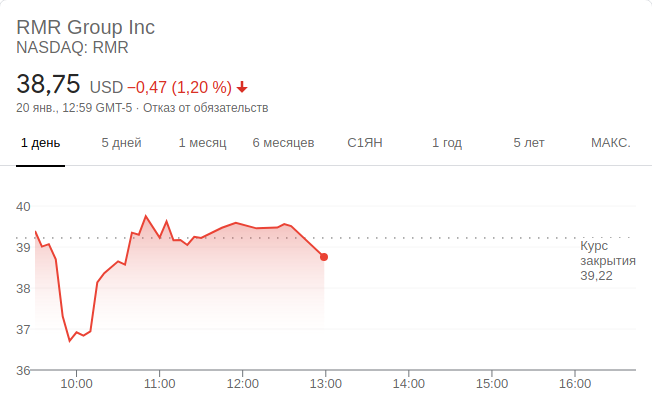 RMR Group Inc
NASDAQ: RMR
38,75 USD −0,47 (1,20 %)
20 янв., 12:59 GMT-5 · Отказ от обязательств
1 день 5 дней 1 месяц 6 месяцев С1ЯН 1 год 5 лет МАКС.
40
39
38
37
36
Курс
закрытия
39,22
10:00 11:00 12:00 13:00 14:00 15:00 16:00